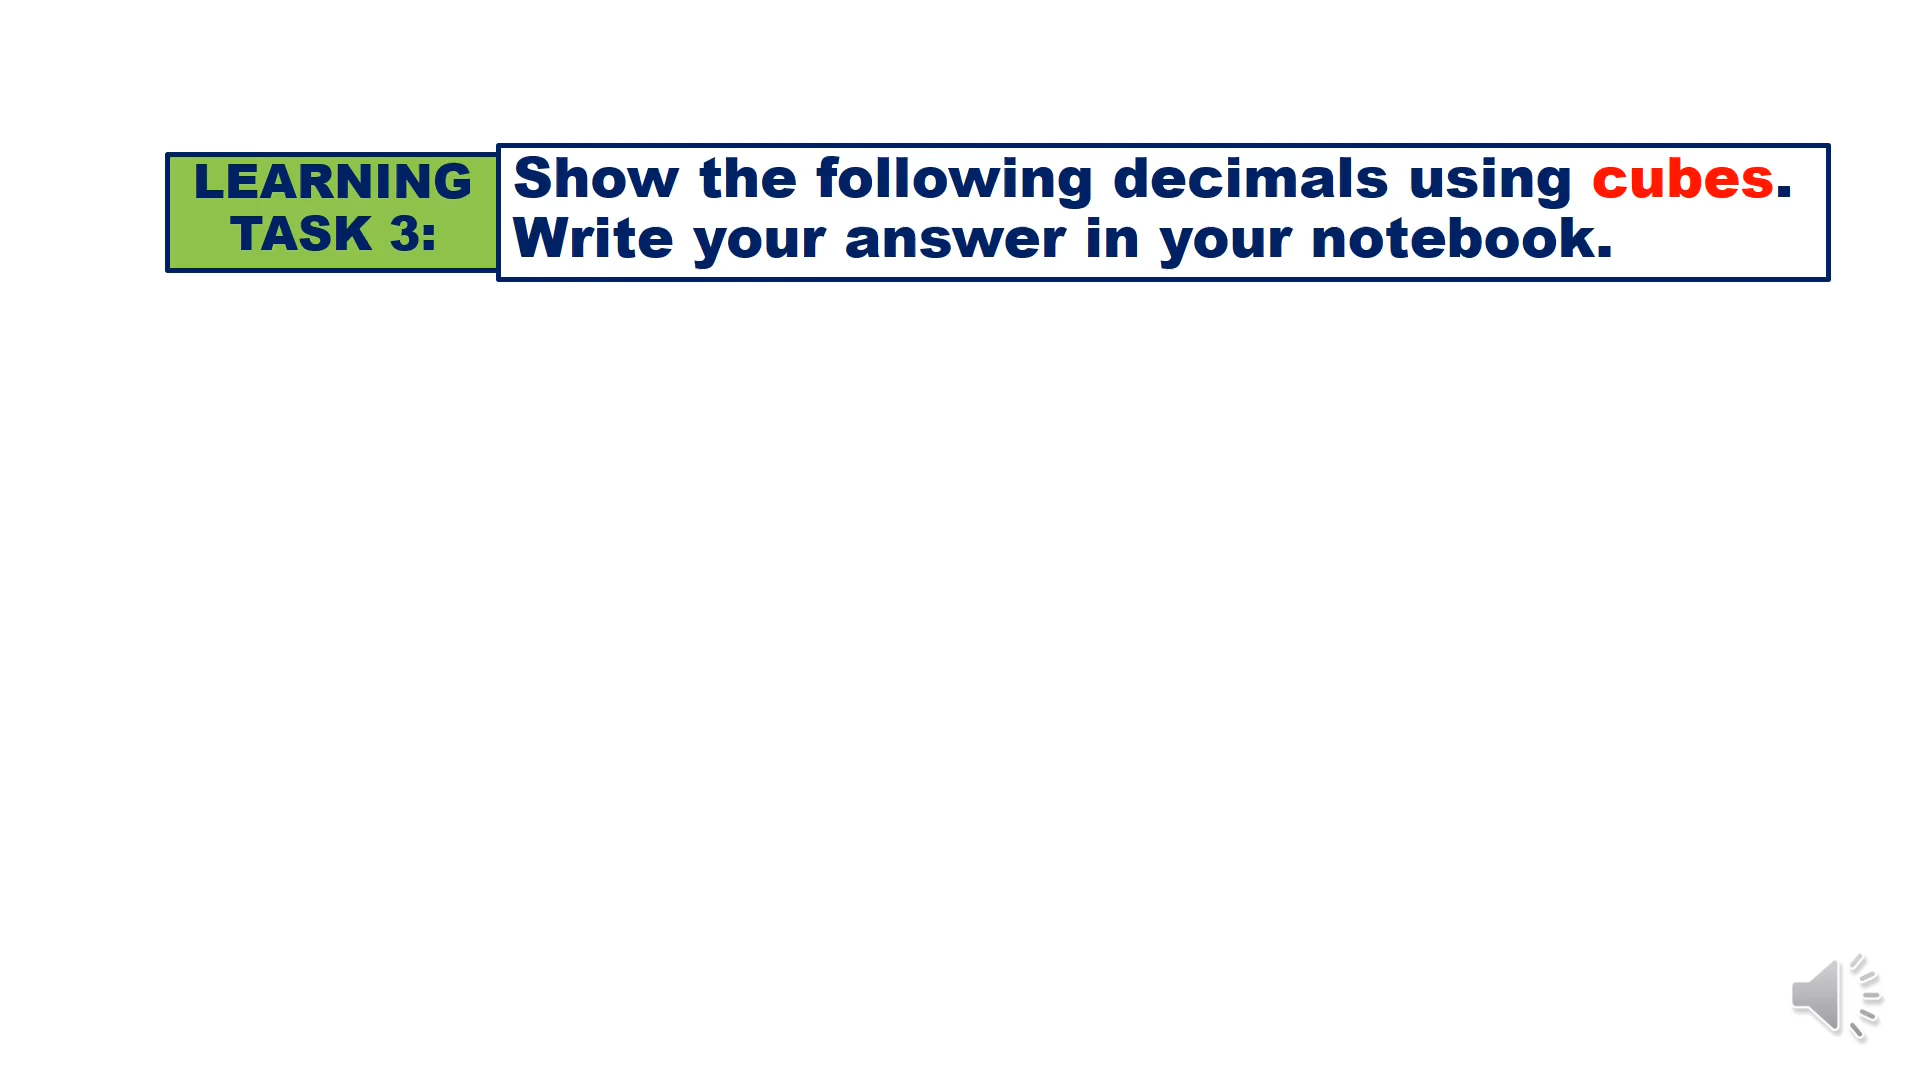 LEARNING
TASK 3:
Show the following decimals using cubes.
Write your answer in your notebook.